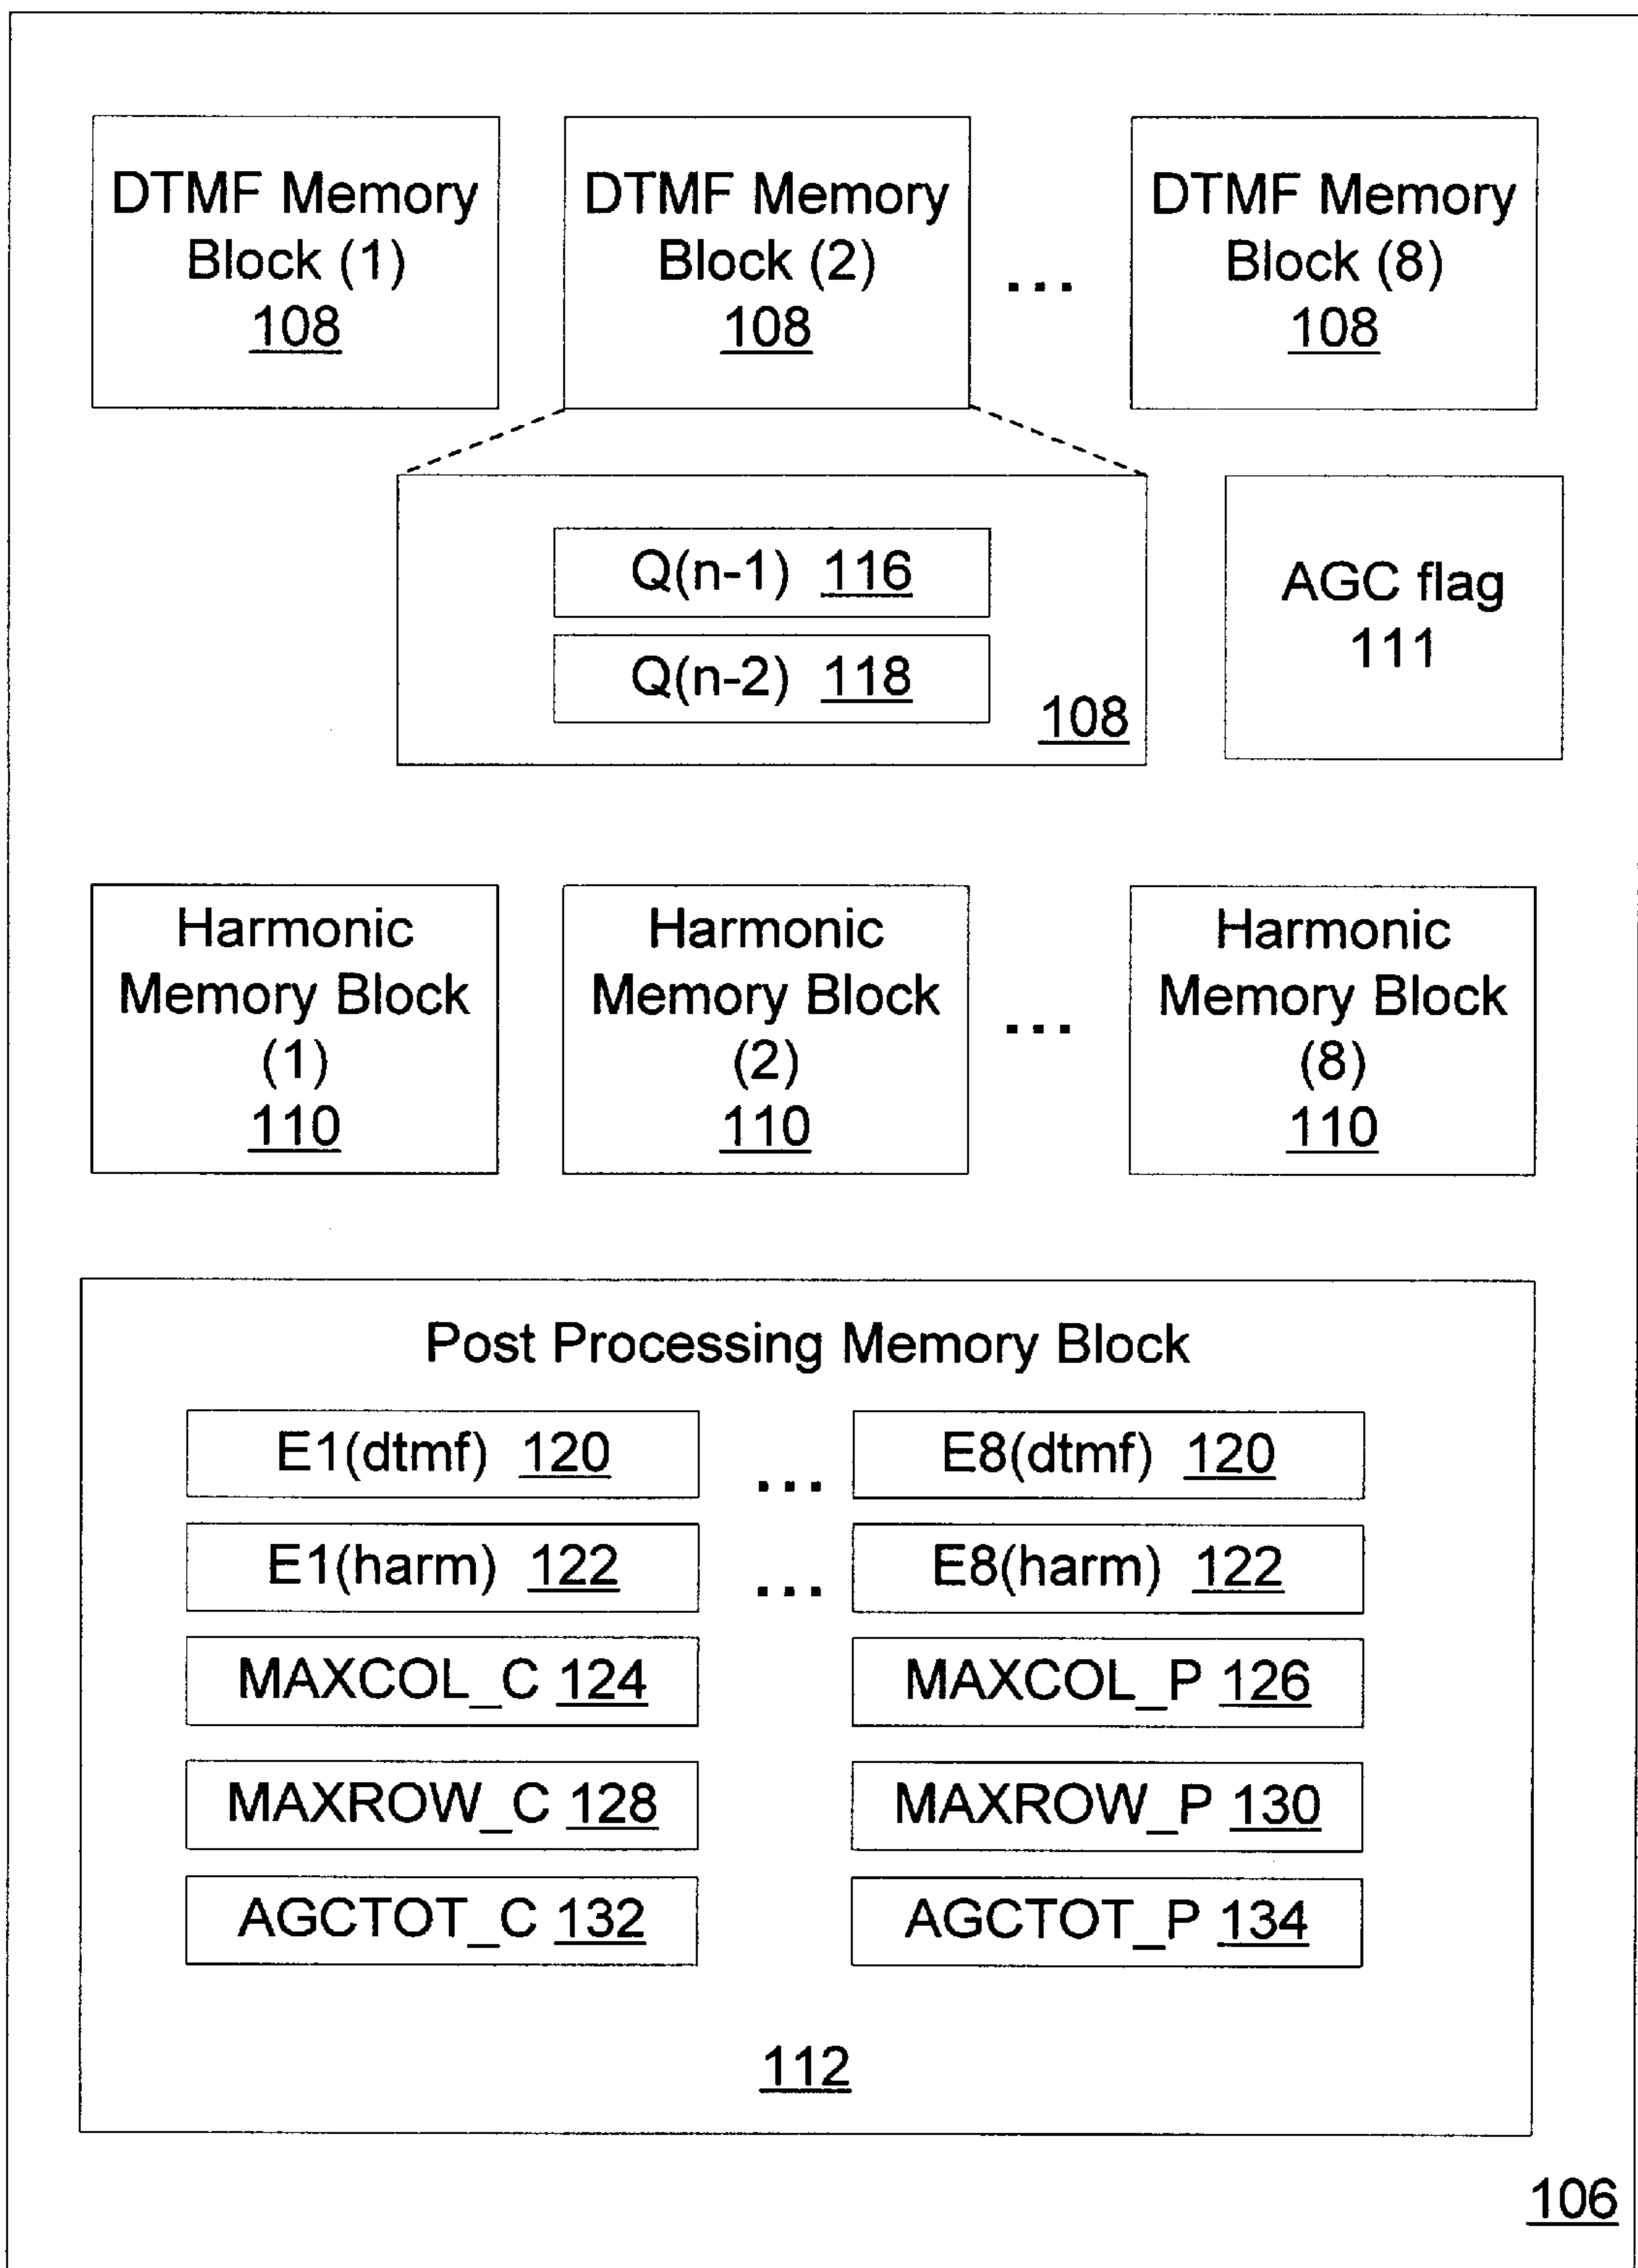 DTMF Memory
Block (1)
108
DTMF Memory
Block (2)
108
...
DTMF Memory
Block (8)
108
Q(n-1) 116
Q(n-2) 118
108
AGC flag
111
Harmonic
Memory Block
(1)
110
Harmonic
Memory Block
(2)
110
...
Harmonic
Memory Block
(8)
110
Post Processing Memory Block
E1(dtmf) 120 ... E8(dtmf) 120
E1(harm) 122 ... E8(harm) 122
MAXCOL_C 124 MAXCOL_P 126
MAXROW_C 128 MAXROW_P 130
AGCTOT_C 132 AGCTOT_P 134
112
106